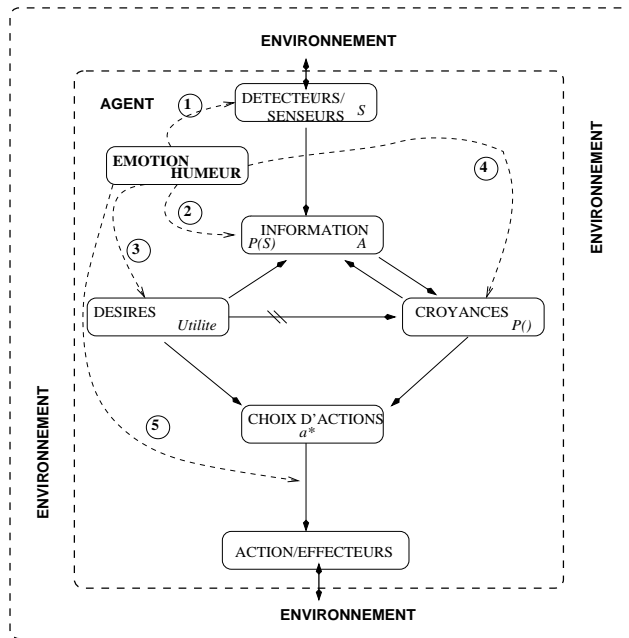 ENVIRONNEMENT
AGENT
1
DETECTEURS/
SENSEURS S
EMOTION
HUMEUR
4
ENVIRONNEMENT
2
INFORMATION
P(S) A
3
DESIRES
Utilite
CROYANCES
P()
CHOIX D'ACTIONS
a*
5
ENVIRONNEMENT
ACTION/EFFECTEURS
ENVIRONNEMENT